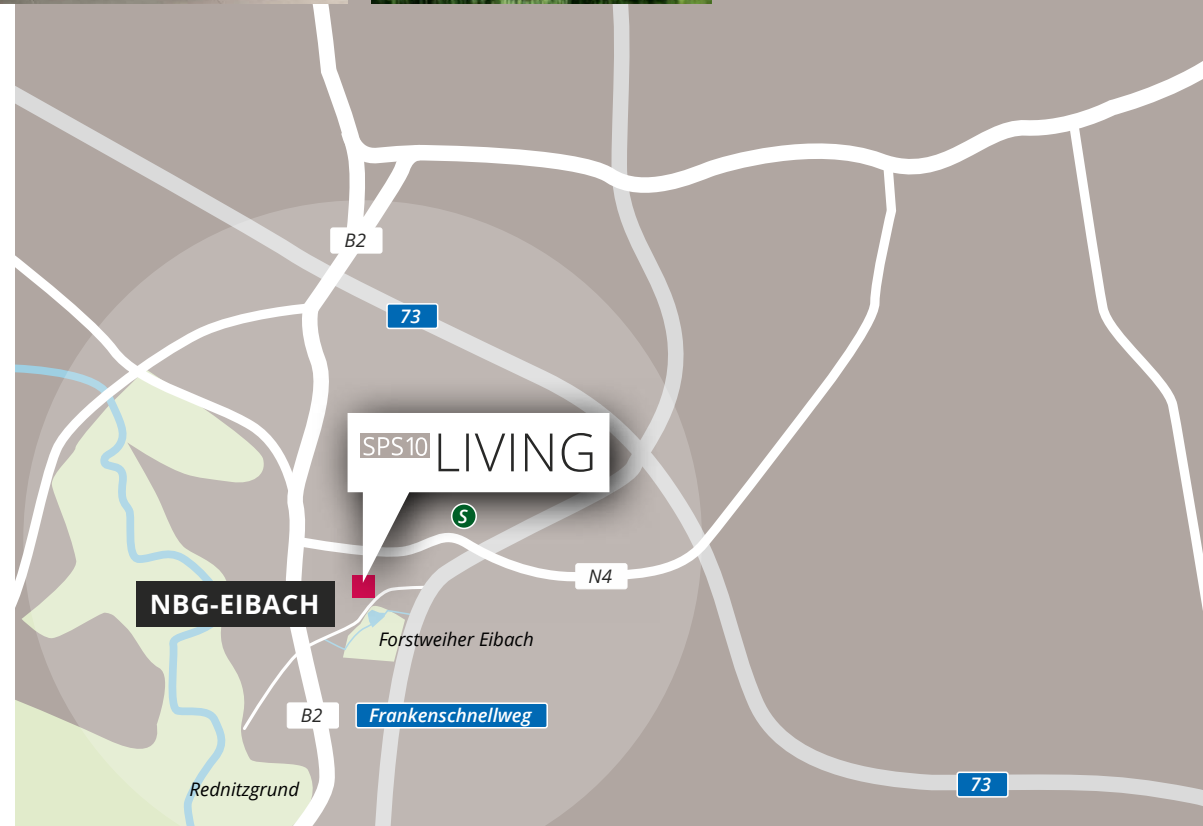 B2
73
SPS10 LIVING
S
N4
NBG-EIBACH
Forstweiher Eibach
B2
Frankenschnellweg
73
Rednitzgrund